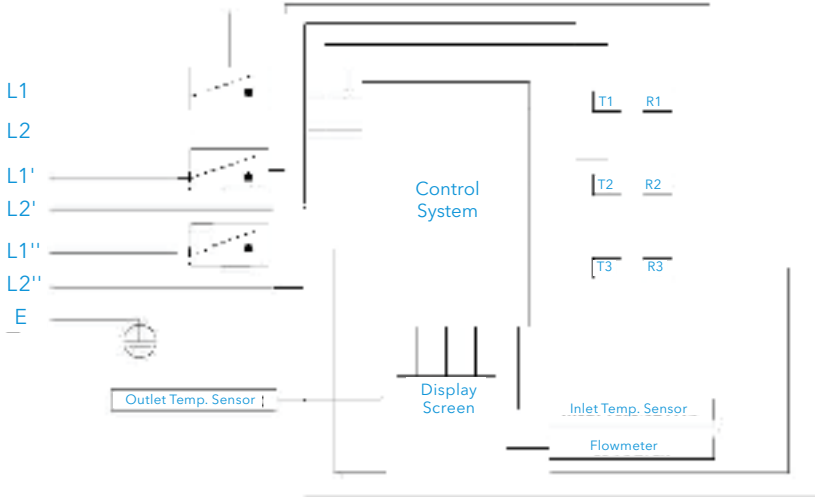 L1
L2
L1'
L2'
L1''
L2''
E
Control
System
T1 R1
T2 R2
T3 R3
Outlet Temp. Sensor
Display
Screen
Inlet Temp. Sensor
Flowmeter